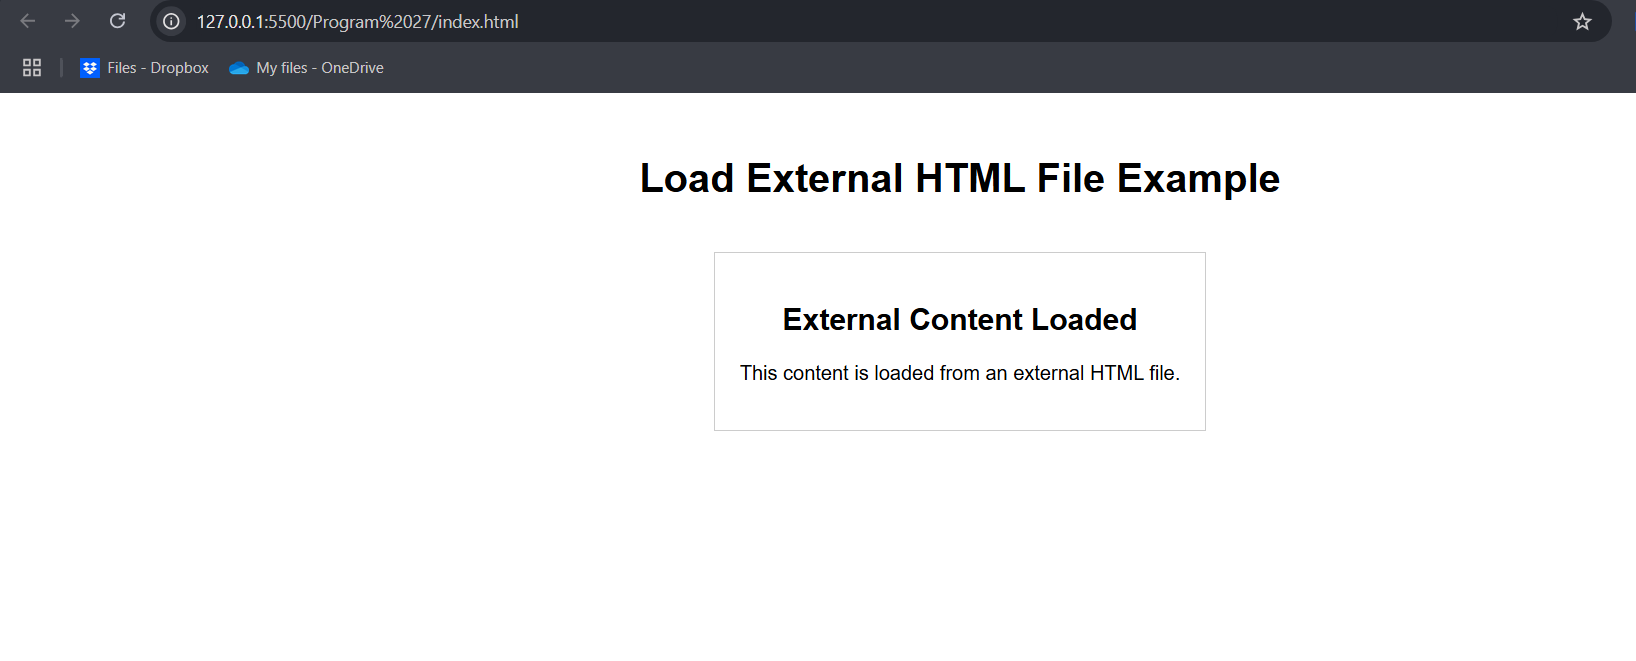 127.0.0.1:5500/Program%2027/index.html
Files - Dropbox
My files - OneDrive
Load External HTML File Example
External Content Loaded
This content is loaded from an external HTML file.